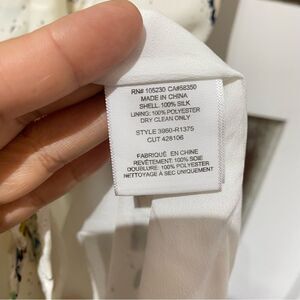 RN# 105230 CA#58350
MADE IN CHINA
SHELL: 100% SILK
LINING: 100% POLYESTER
DRY CLEAN ONLY
STYLE 3960-R1375
CUT 428106
FABRIQUÉ EN CHINE
REVÊTEMENT: 100% SOIE
DOUBLURE: 100% POLYESTER
NETTOYAGE À SEC UNIQUEMENT